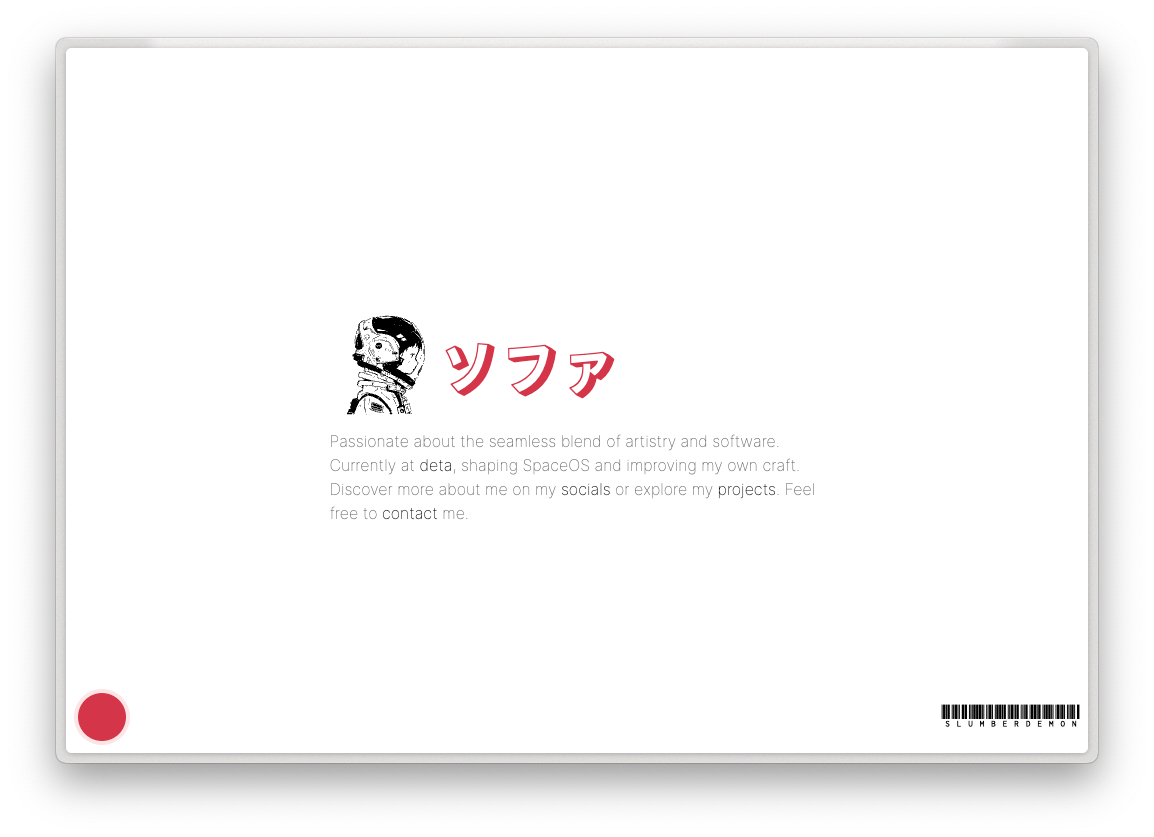 ソファ
Passionate about the seamless blend of artistry and software.
Currently at deta, shaping SpaceOS and improving my own craft.
Discover more about me on my socials or explore my projects. Feel
free to contact me.
SLUMBERDEMON